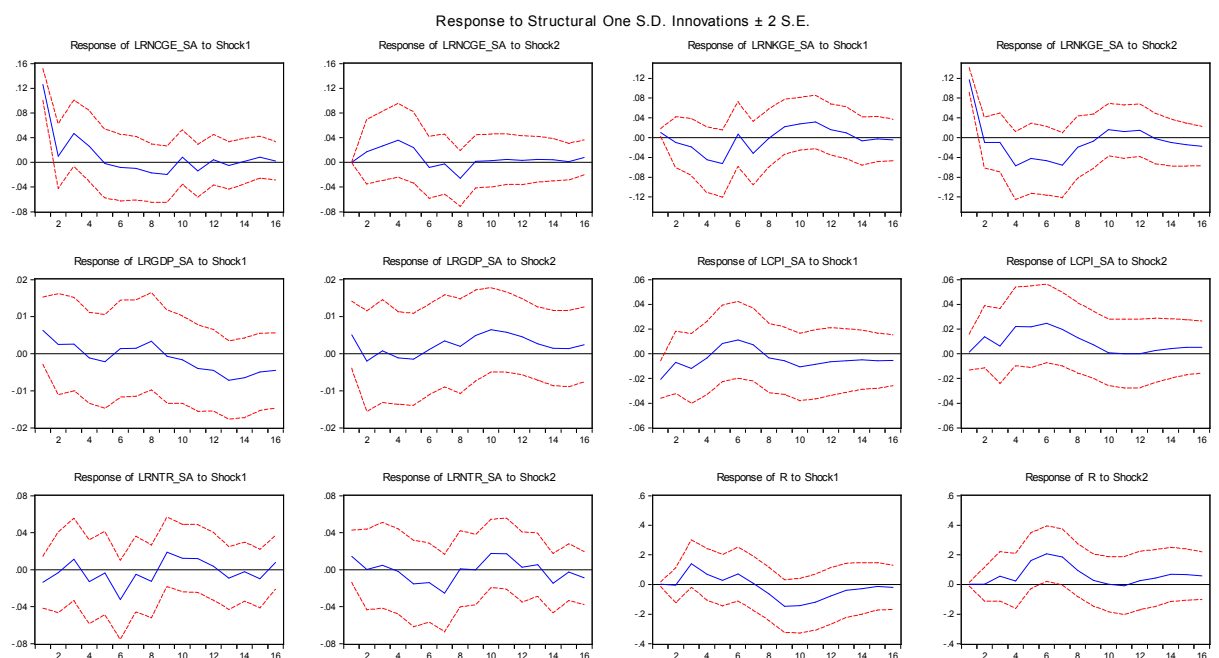 Response to Structural One S.D. Innovations ± 2 S.E.
Response of LRNCGE_SA to Shock1
.16
.12
.08
.04
.00
-.04
-.08
2 4 6 8 10 12 14 16
Response of LRNCGE_SA to Shock2
.16
.12
.08
.04
.00
-.04
-.08
2 4 6 8 10 12 14 16
Response of LRNKGE_SA to Shock1
.12
.08
.04
.00
-.04
-.08
-.12
2 4 6 8 10 12 14 16
Response of LRNKGE_SA to Shock2
.12
.08
.04
.00
-.04
-.08
-.12
2 4 6 8 10 12 14 16
Response of LRGDP_SA to Shock1
.02
.01
.00
-.01
-.02
2 4 6 8 10 12 14 16
Response of LRGDP_SA to Shock2
.02
.01
.00
-.01
-.02
2 4 6 8 10 12 14 16
Response of LCPI_SA to Shock1
.06
.04
.02
.00
-.02
-.04
-.06
2 4 6 8 10 12 14 16
Response of LCPI_SA to Shock2
.06
.04
.02
.00
-.02
-.04
-.06
2 4 6 8 10 12 14 16
Response of LRNTR_SA to Shock1
.08
.04
.00
-.04
-.08
2 4 6 8 10 12 14 16
Response of LRNTR_SA to Shock2
.08
.04
.00
-.04
-.08
2 4 6 8 10 12 14 16
Response of R to Shock1
.6
.4
.2
.0
-.2
-.4
2 4 6 8 10 12 14 16
Response of R to Shock2
.6
.4
.2
.0
-.2
-.4
2 4 6 8 10 12 14 16